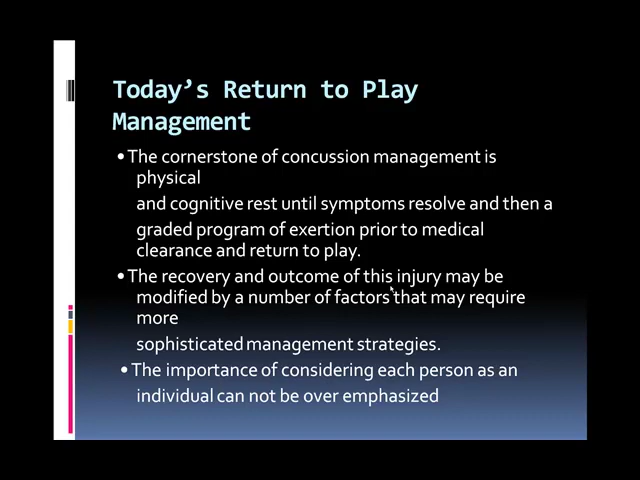 Today's Return to Play
Management
•The cornerstone of concussion management is
physical
and cognitive rest until symptoms resolve and then a
graded program of exertion prior to medical
clearance and return to play.
•The recovery and outcome of this injury may be
modified by a number of factors that may require
more
sophisticated management strategies.
•The importance of considering each person as an
individual can not be over emphasized